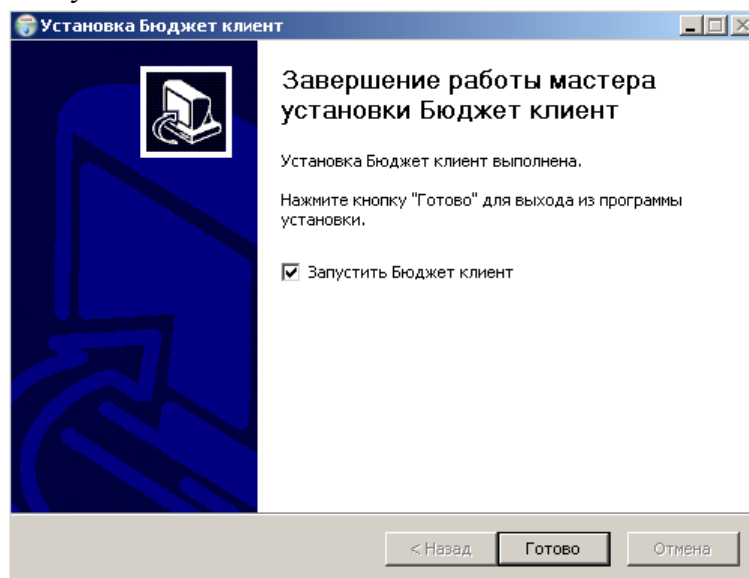 Установка Бюджет клиент
Завершение работы мастера
установки Бюджет клиент
Установка Бюджет клиент выполнена.
Нажмите кнопку "Готово" для выхода из программы
установки.
Запустить Бюджет клиент
< Назад
Готово
Отмена